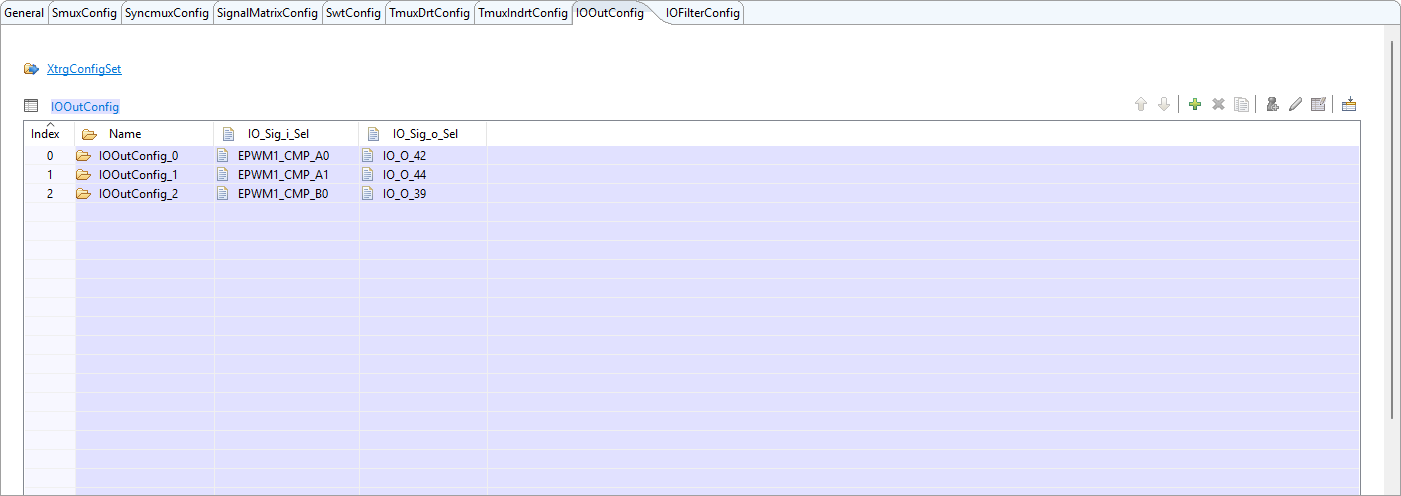 General SmuxConfig SyncmuxConfig SignalMatrixConfig SwtConfig TmuxDrtConfig TmuxIndrtConfig IOOutConfig IOFilterConfig
XtrgConfigSet
IOOutConfig
Index Name IO_Sig_i_Sel IO_Sig_o_Sel
0 IOOutConfig_0 EPWM1_CMP_A0 IO_O_42
1 IOOutConfig_1 EPWM1_CMP_A1 IO_O_44
2 IOOutConfig_2 EPWM1_CMP_B0 IO_O_39